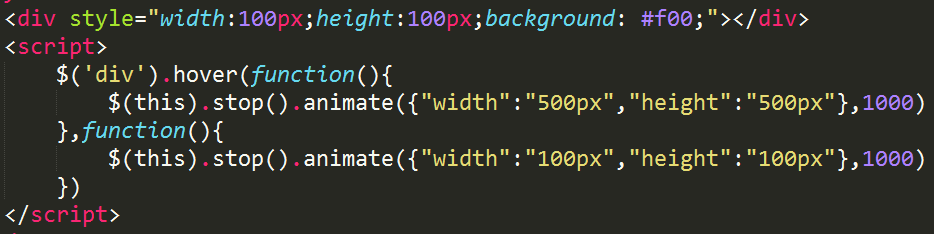 <div style="width:100px;height:100px;background: #f00;"></div>
<script>
    $('div').hover(function(){
        $(this).stop().animate({"width":"500px","height":"500px"},1000)
    },function(){
        $(this).stop().animate({"width":"100px","height":"100px"},1000)
    })
</script>